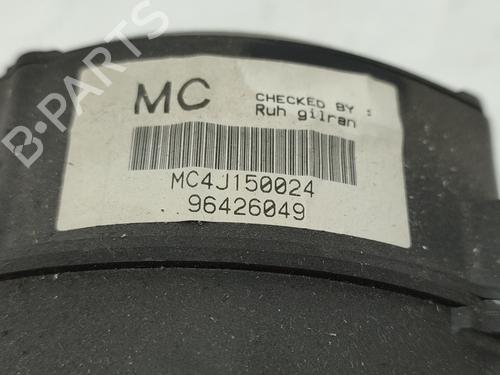 MC
CHECKED BY :
Ruh gilran
MC4J150024
96426049
B-PARTS